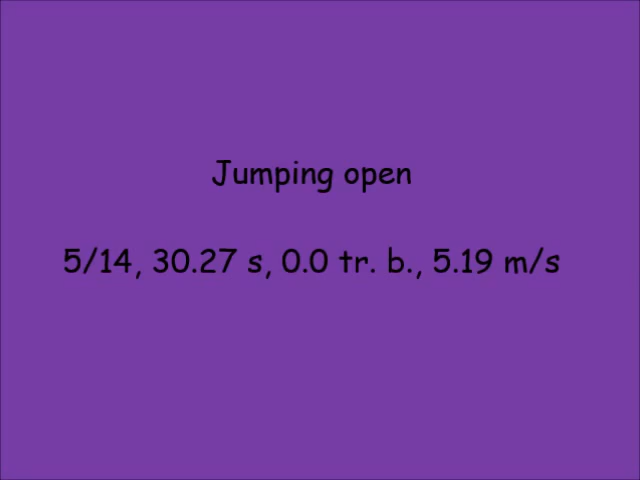 Jumping open
5/14, 30.27 s, 0.0 tr. b., 5.19 m/s